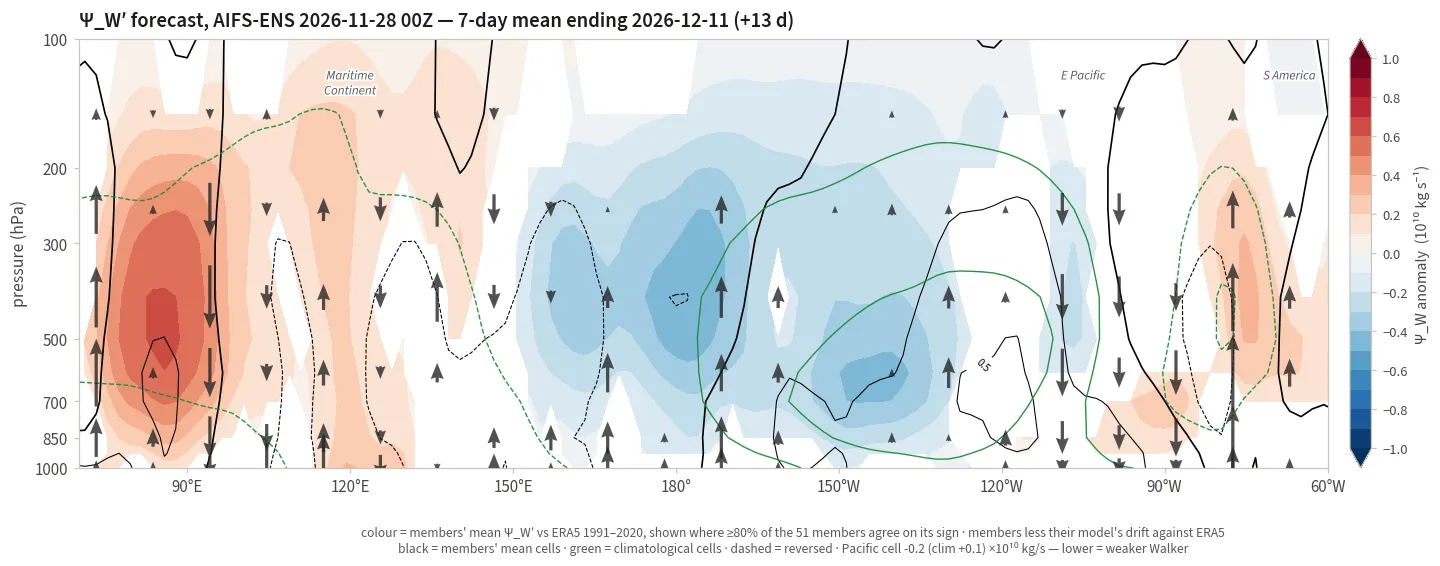 Ψ_W′ forecast, AIFS-ENS 2026-11-28 00Z — 7-day mean ending 2026-12-11 (+13 d)
100
200
300
400
500
700
850
1000
pressure (hPa)
Maritime
Continent
E Pacific
S America
0.5
90°E
120°E
150°E
180°
150°W
120°W
90°W
60°W
1.0
0.8
0.6
0.4
0.2
0.0
−0.2
−0.4
−0.6
−0.8
−1.0
Ψ_W anomaly (10¹⁰ kg s⁻¹)
colour = members' mean Ψ_W′ vs ERA5 1991–2020, shown where ≥80% of the 51 members agree on its sign · members less their model's drift against ERA5
black = members' mean cells · green = climatological cells · dashed = reversed · Pacific cell -0.2 (clim +0.1) ×10¹⁰ kg/s — lower = weaker Walker